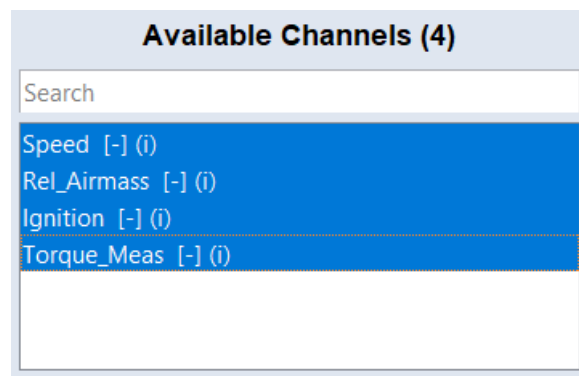 Available Channels (4)
Search
Speed [-] (i)
Rel_Airmass [-] (i)
Ignition [-] (i)
Torque_Meas [-] (i)